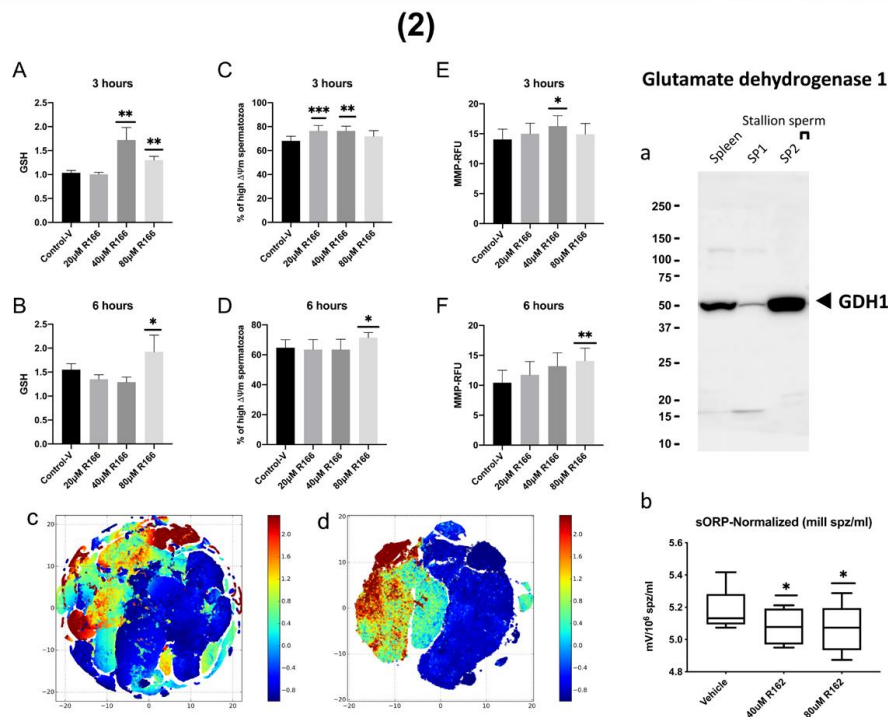 (2)
A
3 hours
GSH
2.5
2.0
1.5
1.0
0.5
0.0
Control-V
20µM R166
40µM R166
80µM R166
**
**
C
3 hours
% of high ΔΨm spermatozoa
100
80
60
40
20
0
Control-V
20µM R166
40µM R166
80µM R166
***
**
E
3 hours
MMP-RFU
20
15
10
5
0
Control-V
20µM R166
40µM R166
80µM R166
*
B
6 hours
GSH
2.5
2.0
1.5
1.0
0.5
0.0
Control-V
20µM R166
40µM R166
80µM R166
*
D
6 hours
% of high ΔΨm spermatozoa
80
60
40
20
0
Control-V
20µM R166
40µM R166
80µM R166
*
F
6 hours
MMP-RFU
20
15
10
5
0
Control-V
20µM R166
40µM R166
80µM R166
**
Glutamate dehydrogenase 1
a
Stallion sperm
Spleen
SP1
SP2
250
150
100
75
50
37
25
20
15
10
GDH1
c
20
10
0
−10
−20
−20
−10
0
10
20
2.4
1.8
1.2
0.6
0.0
−0.6
d
20
10
0
−10
−20
−20
−10
0
10
20
2.4
1.8
1.2
0.6
0.0
−0.6
b
sORP-Normalized (mill spz/ml)
mV/10⁶ spz/ml
5.6
5.4
5.2
5.0
4.8
*
*
Vehicle
40uM R162
80uM R162